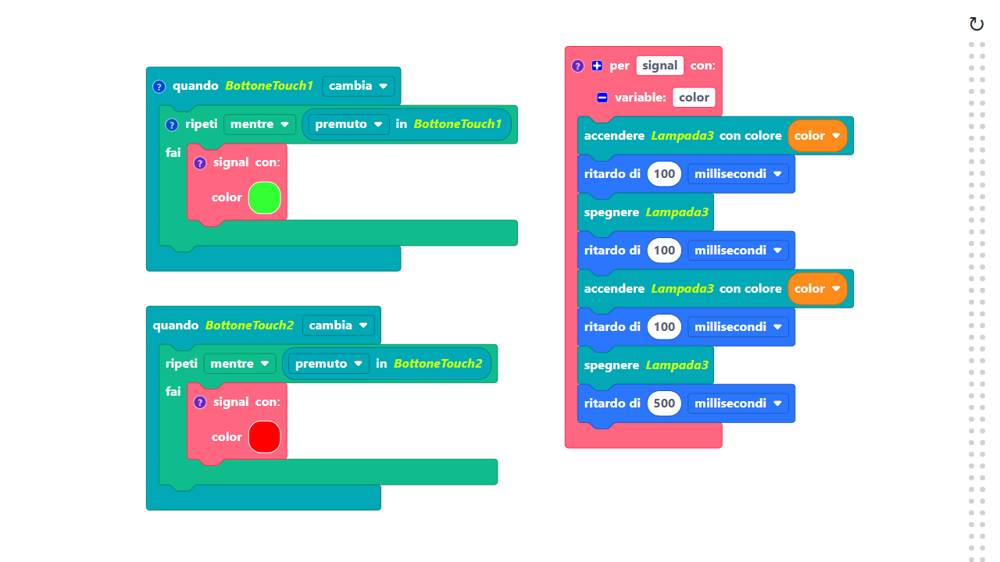 ? quando BottoneTouch1 cambia
? ripeti mentre premuto in BottoneTouch1
fai
? signal con:
color
quando BottoneTouch2 cambia
ripeti mentre premuto in BottoneTouch2
fai
? signal con:
color
? per signal con:
variable: color
accendere Lampada3 con colore color
ritardo di 100 millisecondi
spegnere Lampada3
ritardo di 100 millisecondi
accendere Lampada3 con colore color
ritardo di 100 millisecondi
spegnere Lampada3
ritardo di 500 millisecondi